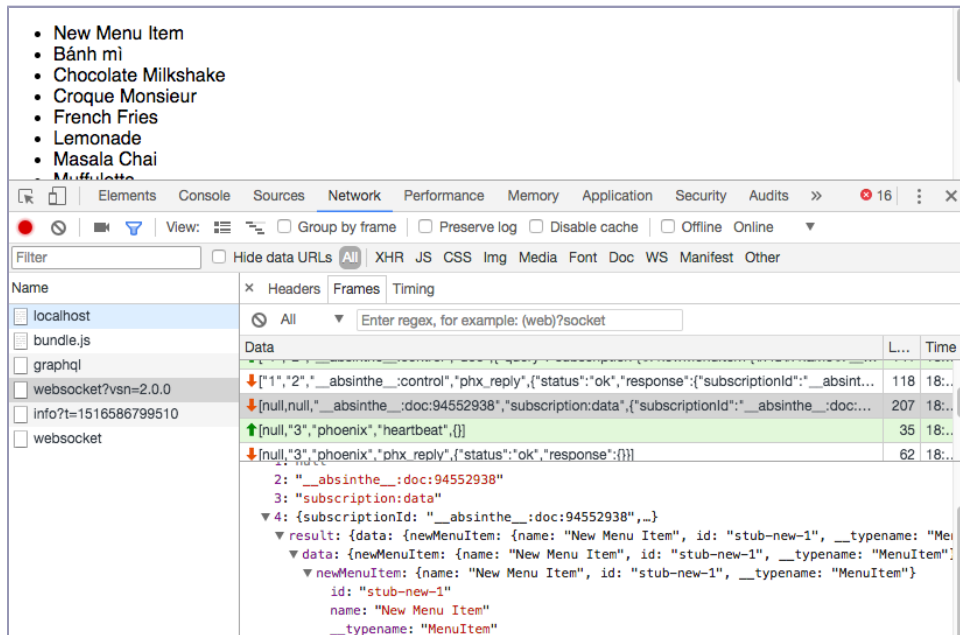 • New Menu Item
• Bánh mì
• Chocolate Milkshake
• Croque Monsieur
• French Fries
• Lemonade
• Masala Chai
• Muffuletta
Elements Console Sources Network Performance Memory Application Security Audits » 16
View: Group by frame Preserve log Disable cache Offline Online
Filter Hide data URLs All XHR JS CSS Img Media Font Doc WS Manifest Other
Name × Headers Frames Timing
localhost
All Enter regex, for example: (web)?socket
bundle.js
Data L... Time
graphql
websocket?vsn=2.0.0
["1","2","__absinthe__:control","phx_reply",{"status":"ok","response":{"subscriptionId":"__absint... 118 18:...
info?t=1516586799510
[null,null,"__absinthe__:doc:94552938","subscription:data",{"subscriptionId":"__absinthe__:doc:... 207 18:...
websocket
[null,"3","phoenix","heartbeat",{}] 35 18:...
[null,"3","phoenix","phx_reply",{"status":"ok","response":{}}] 62 18:...
1: null
2: "__absinthe__:doc:94552938"
3: "subscription:data"
▼4: {subscriptionId: "__absinthe__:doc:94552938",…}
▼result: {data: {newMenuItem: {name: "New Menu Item", id: "stub-new-1", __typename: "Me
▼data: {newMenuItem: {name: "New Menu Item", id: "stub-new-1", __typename: "MenuItem"}
▼newMenuItem: {name: "New Menu Item", id: "stub-new-1", __typename: "MenuItem"}
id: "stub-new-1"
name: "New Menu Item"
__typename: "MenuItem"